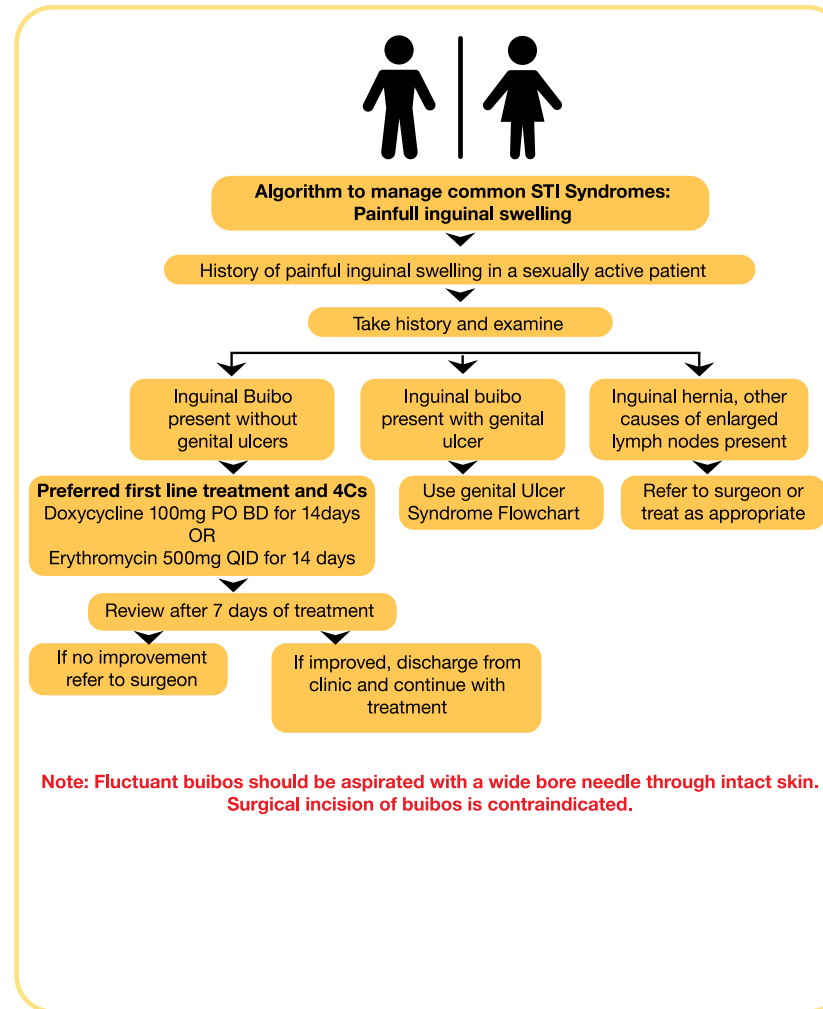 Algorithm to manage common STI Syndromes:
Painfull inguinal swelling
History of painful inguinal swelling in a sexually active patient
Take history and examine
Inguinal Buibo
present without
genital ulcers
Inguinal buibo
present with genital
ulcer
Inguinal hernia, other
causes of enlarged
lymph nodes present
Preferred first line treatment and 4Cs
Doxycycline 100mg PO BD for 14days
OR
Erythromycin 500mg QID for 14 days
Use genital Ulcer
Syndrome Flowchart
Refer to surgeon or
treat as appropriate
Review after 7 days of treatment
If no improvement
refer to surgeon
If improved, discharge from
clinic and continue with
treatment
Note: Fluctuant buibos should be aspirated with a wide bore needle through intact skin.
Surgical incision of buibos is contraindicated.